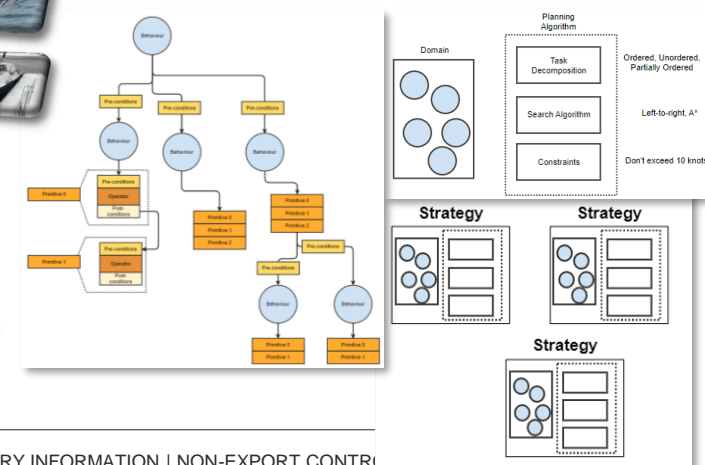 Behaviour
Pre-conditions
Pre-conditions
Pre-conditions
Behaviour
Behaviour
Behaviour
Pre-conditions
Primitive 0
Operator
Post-
conditions
Primitive 0
Primitive 1
Primitive 2
Primitive 0
Primitive 1
Primitive 2
Pre-conditions
Primitive 1
Operator
Post-
conditions
Pre-conditions
Pre-conditions
Behaviour
Behaviour
Primitive 0
Primitive 1
Primitive 0
Primitive 1
Planning
Algorithm
Domain
Task
Decomposition
Ordered, Unordered,
Partially Ordered
Search Algorithm
Left-to-right, A*
Constraints
Don't exceed 10 knots
Strategy
Strategy
Strategy
RY INFORMATION | NON-EXPORT CONTR